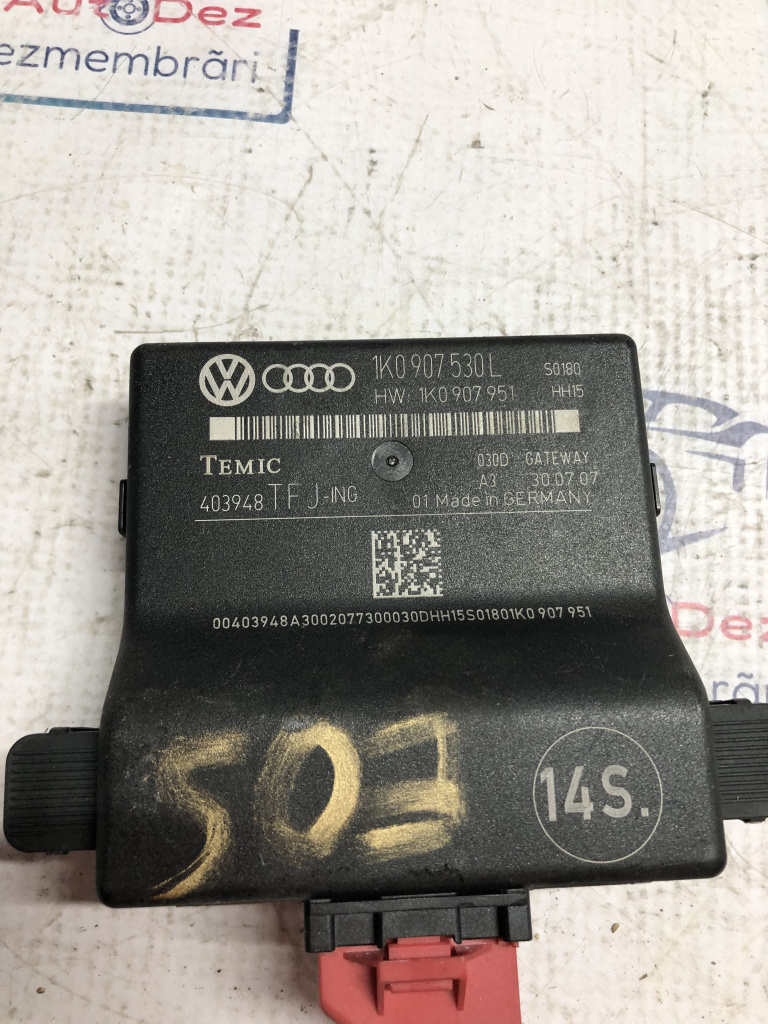 AutoDez
ezmembrări
1K0 907 530 L S0180
HW: 1K0 907 951 HH15
TEMIC 030D GATEWAY
A3 30.07.07
403948 TFJ-ING 01 Made in GERMANY
00403948A3002077300030DHH15S01801K0 907 951
Dez
503
14S.